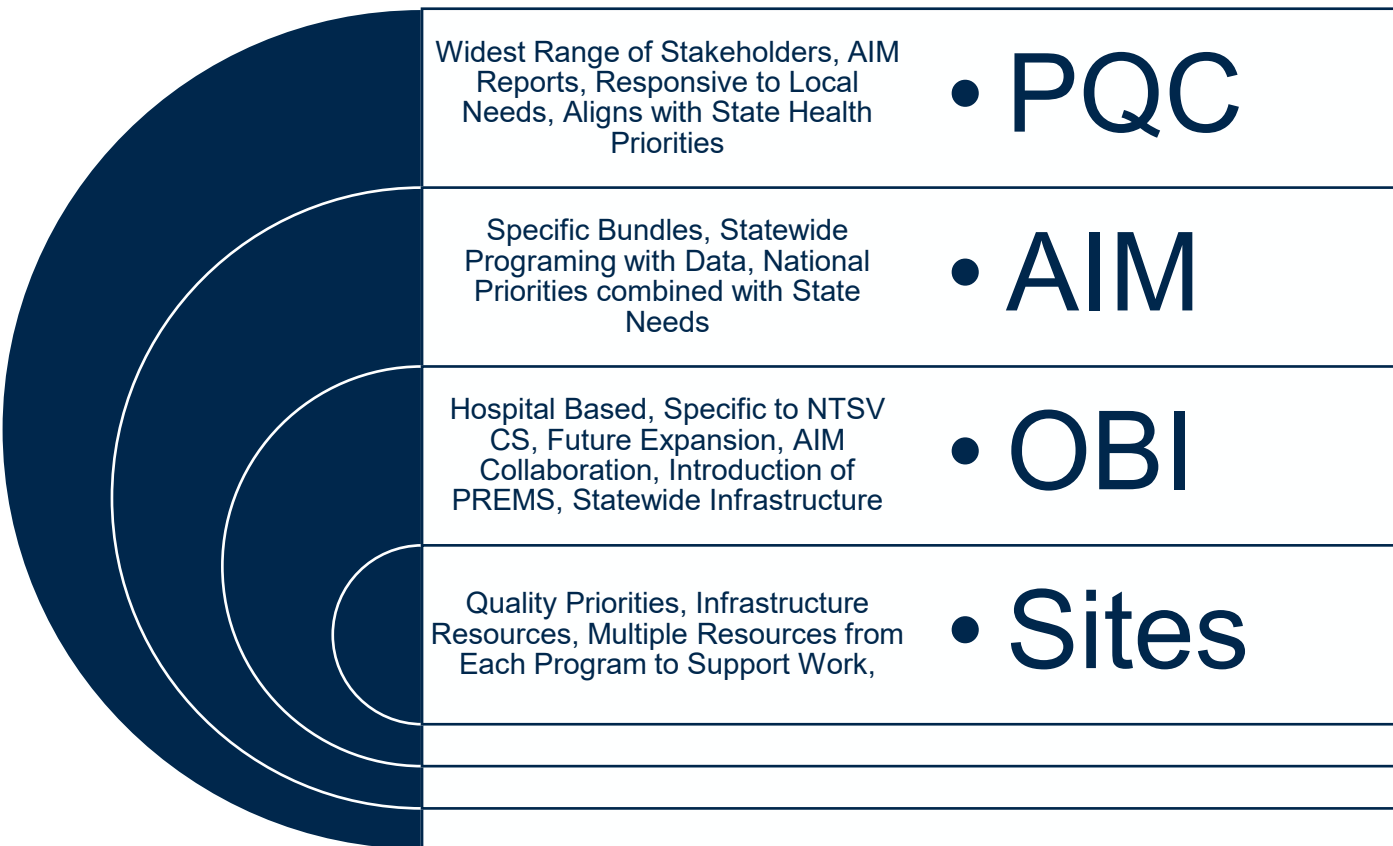 Widest Range of Stakeholders, AIM
Reports, Responsive to Local
Needs, Aligns with State Health
Priorities
• PQC
Specific Bundles, Statewide
Programing with Data, National
Priorities combined with State
Needs
• AIM
Hospital Based, Specific to NTSV
CS, Future Expansion, AIM
Collaboration, Introduction of
PREMS, Statewide Infrastructure
• OBI
Quality Priorities, Infrastructure
Resources, Multiple Resources from
Each Program to Support Work,
• Sites